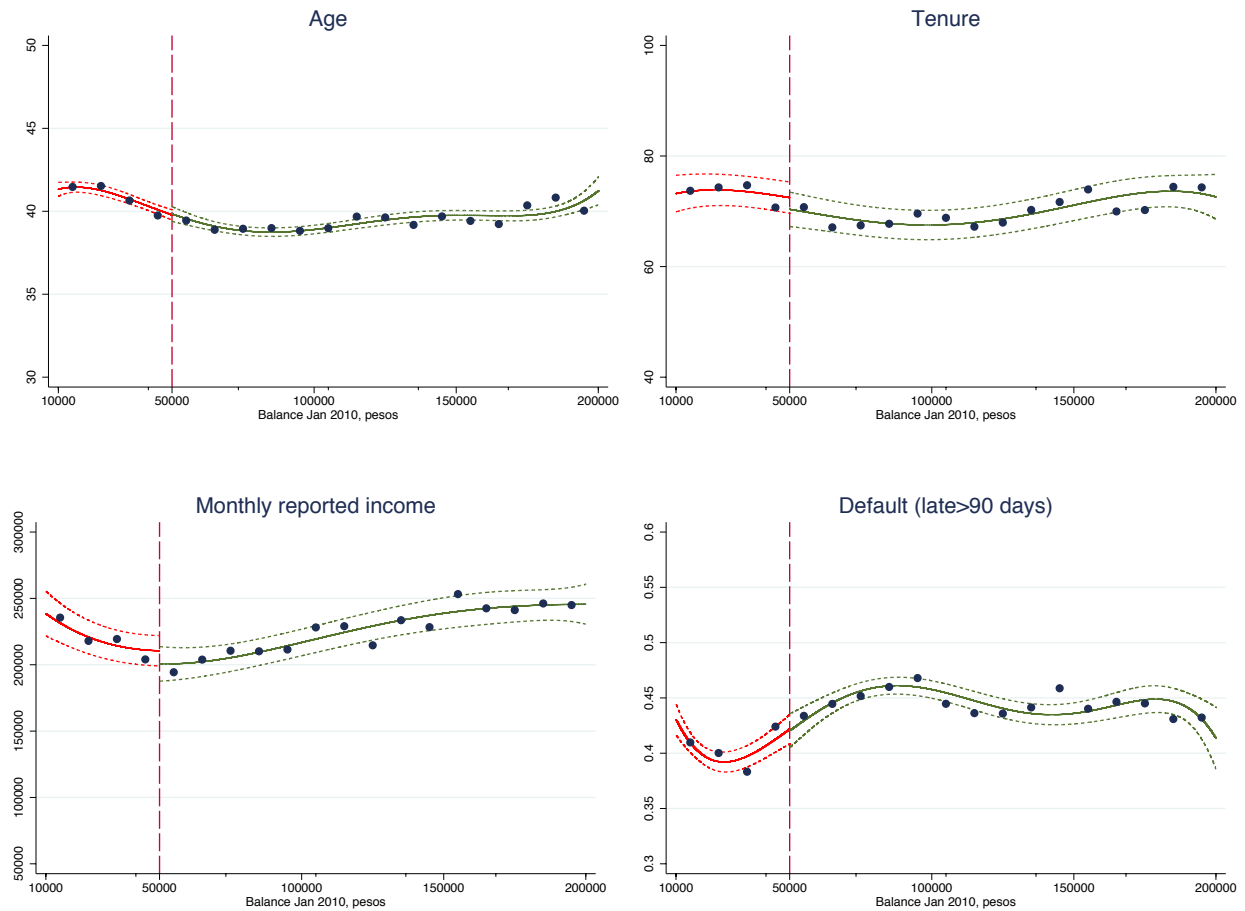 Age
50
45
40
35
30
10000 50000 100000 150000 200000
Balance Jan 2010, pesos
Tenure
100
80
60
40
10000 50000 100000 150000 200000
Balance Jan 2010, pesos
Monthly reported income
300000
250000
200000
150000
100000
50000
10000 50000 100000 150000 200000
Balance Jan 2010, pesos
Default (late>90 days)
0.6
0.55
0.5
0.45
0.4
0.35
0.3
10000 50000 100000 150000 200000
Balance Jan 2010, pesos